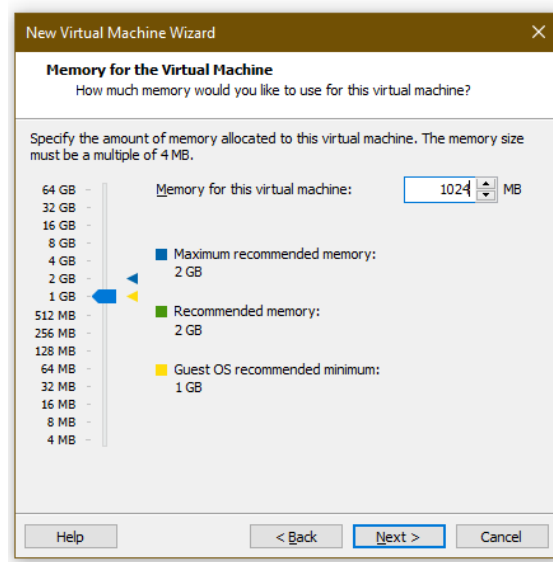 New Virtual Machine Wizard
Memory for the Virtual Machine
How much memory would you like to use for this virtual machine?
Specify the amount of memory allocated to this virtual machine. The memory size
must be a multiple of 4 MB.
Memory for this virtual machine: 1024 MB
64 GB
32 GB
16 GB
8 GB
4 GB
2 GB
1 GB
512 MB
256 MB
128 MB
64 MB
32 MB
16 MB
8 MB
4 MB
Maximum recommended memory:
2 GB
Recommended memory:
2 GB
Guest OS recommended minimum:
1 GB
Help
< Back
Next >
Cancel